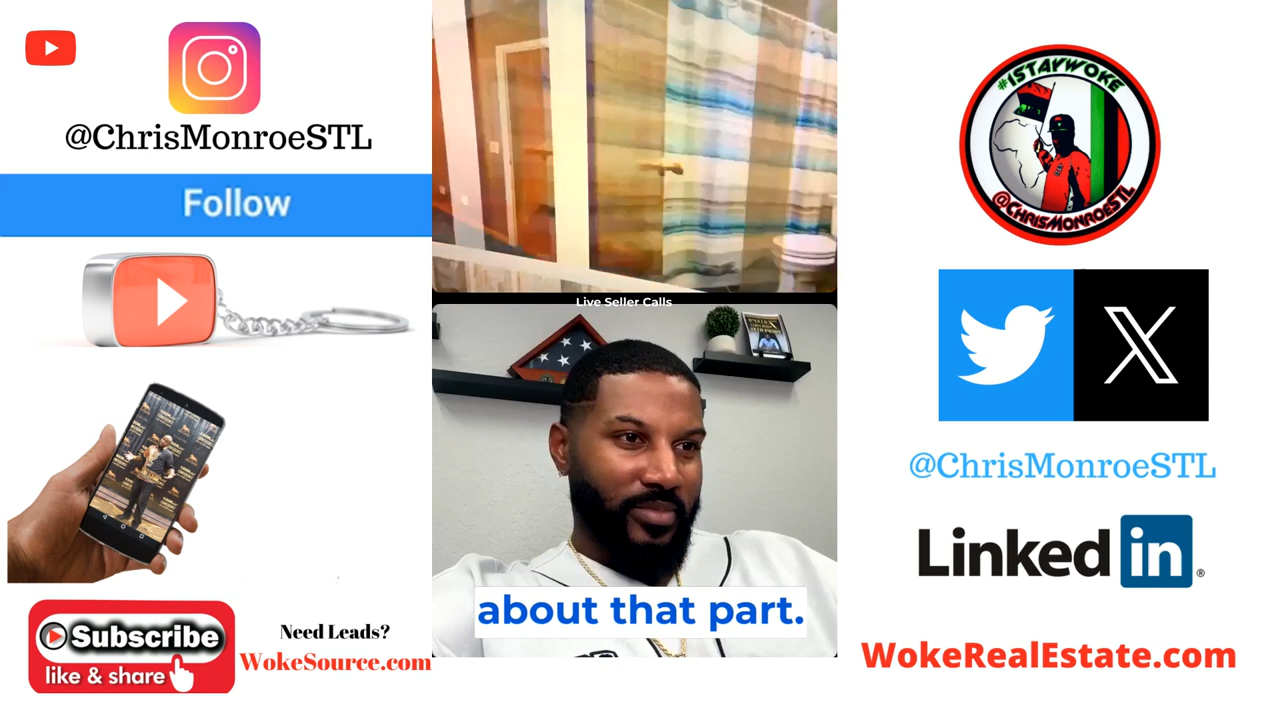 @ChrisMonroeSTL
Follow
Subscribe
like & share
Need Leads?
WokeSource.com
Live Seller Calls
about that part.
#ISTAYWOKE
@CHRISMONROESTL
X
@ChrisMonroeSTL
Linked in®
WokeRealEstate.com